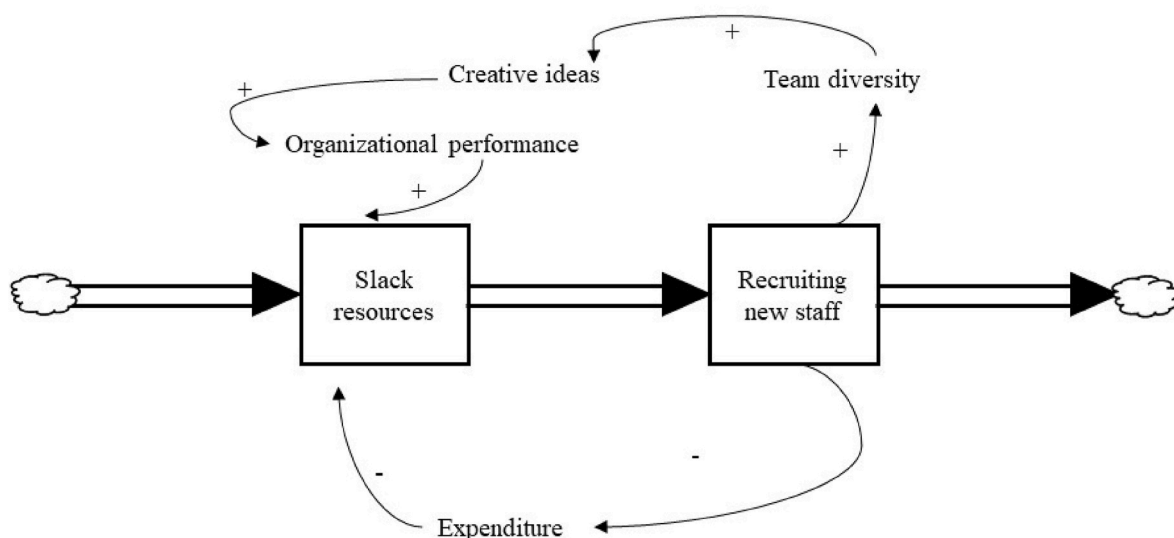 +
Creative ideas
Team diversity
+
Organizational performance
+
+
Slack
resources
Recruiting
new staff
-
-
Expenditure